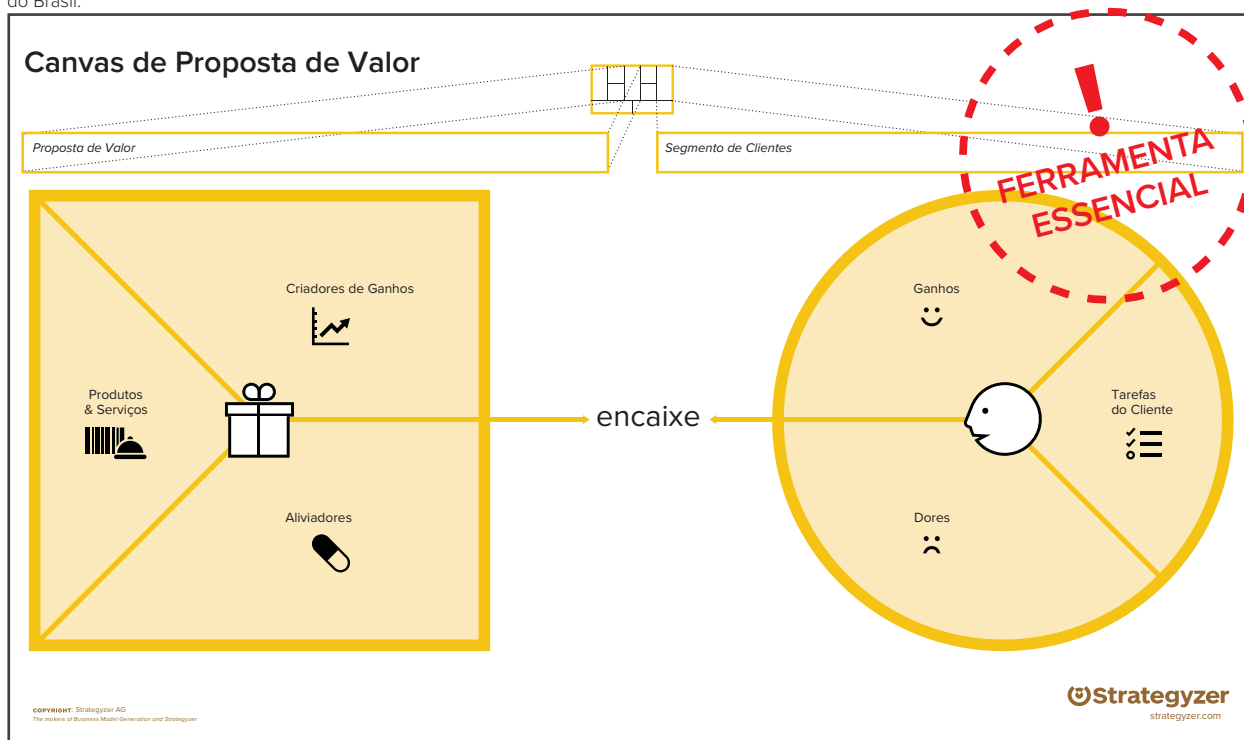 do Brasil.
Canvas de Proposta de Valor
Proposta de Valor
Segmento de Clientes
!
FERRAMENTA
ESSENCIAL
Criadores de Ganhos
Ganhos
Produtos
& Serviços
encaixe
Tarefas
do Cliente
Aliviadores
Dores
COPYRIGHT: Strategyzer AG
The makers of Business Model Generation and Strategyzer
Strategyzer
strategyzer.com